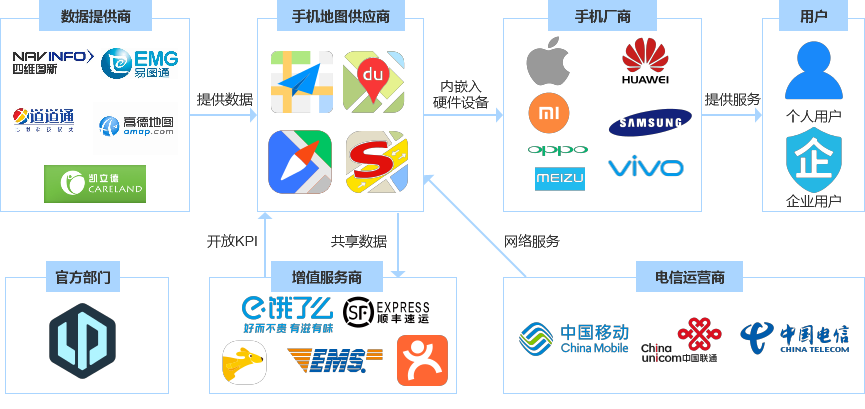 数据提供商
NAVINFO
四维图新
EMG
易图通
道道通
高德地图
amap.com
凯立德
CARELAND
提供数据
手机地图供应商
du
S
内嵌入
硬件设备
手机厂商
HUAWEI
MI
SAMSUNG
OPPO
vivo
MEIZU
提供服务
用户
个人用户
企
企业用户
开放KPI
共享数据
网络服务
官方部门
增值服务商
e·饿了么
好而不贵 有滋有味
SF EXPRESS
顺丰速运
EMS
电信运营商
中国移动
China Mobile
China
unicom中国联通
中国电信
CHINA TELECOM